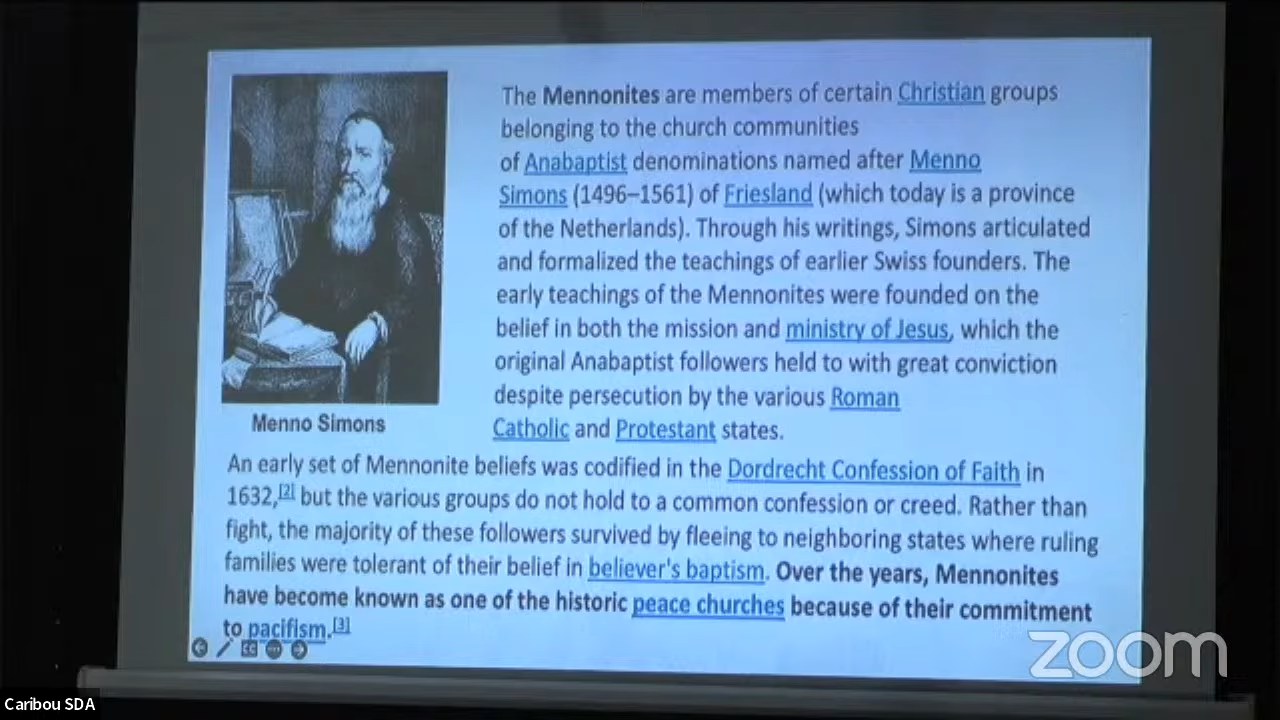 The Mennonites are members of certain Christian groups
belonging to the church communities
of Anabaptist denominations named after Menno
Simons (1496–1561) of Friesland (which today is a province
of the Netherlands). Through his writings, Simons articulated
and formalized the teachings of earlier Swiss founders. The
early teachings of the Mennonites were founded on the
belief in both the mission and ministry of Jesus, which the
original Anabaptist followers held to with great conviction
despite persecution by the various Roman
Catholic and Protestant states.
Menno Simons
An early set of Mennonite beliefs was codified in the Dordrecht Confession of Faith in
1632,[2] but the various groups do not hold to a common confession or creed. Rather than
fight, the majority of these followers survived by fleeing to neighboring states where ruling
families were tolerant of their belief in believer's baptism. Over the years, Mennonites
have become known as one of the historic peace churches because of their commitment
to pacifism.[3]
zoom
Caribou SDA